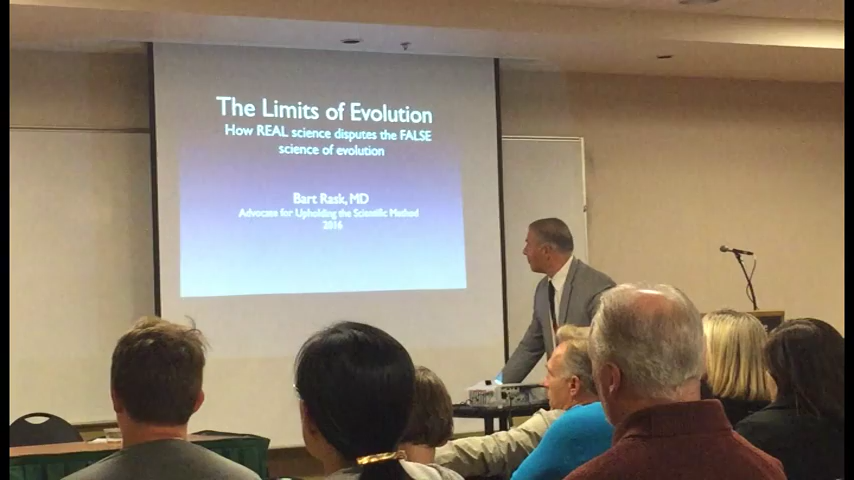 The Limits of Evolution
How REAL science disputes the FALSE
science of evolution
Bart Rask, MD
Advocate for Upholding the Scientific Method
2016